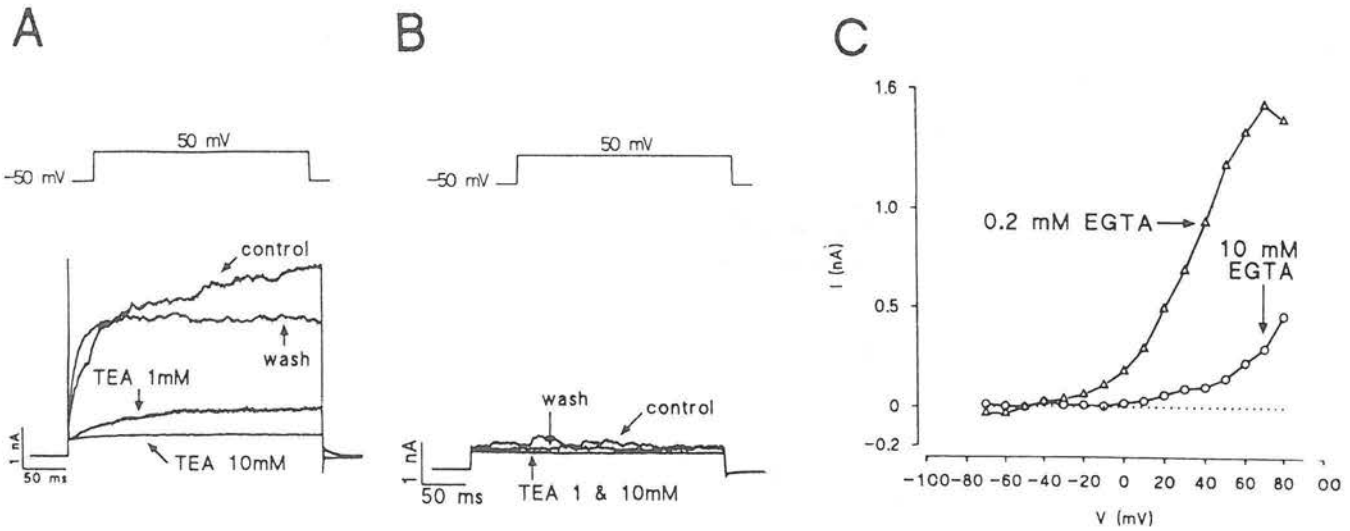 A
50 mV
-50 mV
control
wash
TEA 1mM
TEA 10mM
1 nA
50 ms
B
50 mV
-50 mV
wash
control
TEA 1 & 10mM
1 nA
50 ms
C
1.6
1.0
0.5
0
-0.2
I (nA)
0.2 mM EGTA
10 mM
EGTA
-100 -80 -60 -40 -20 0 20 40 60 80 00
V (mV)